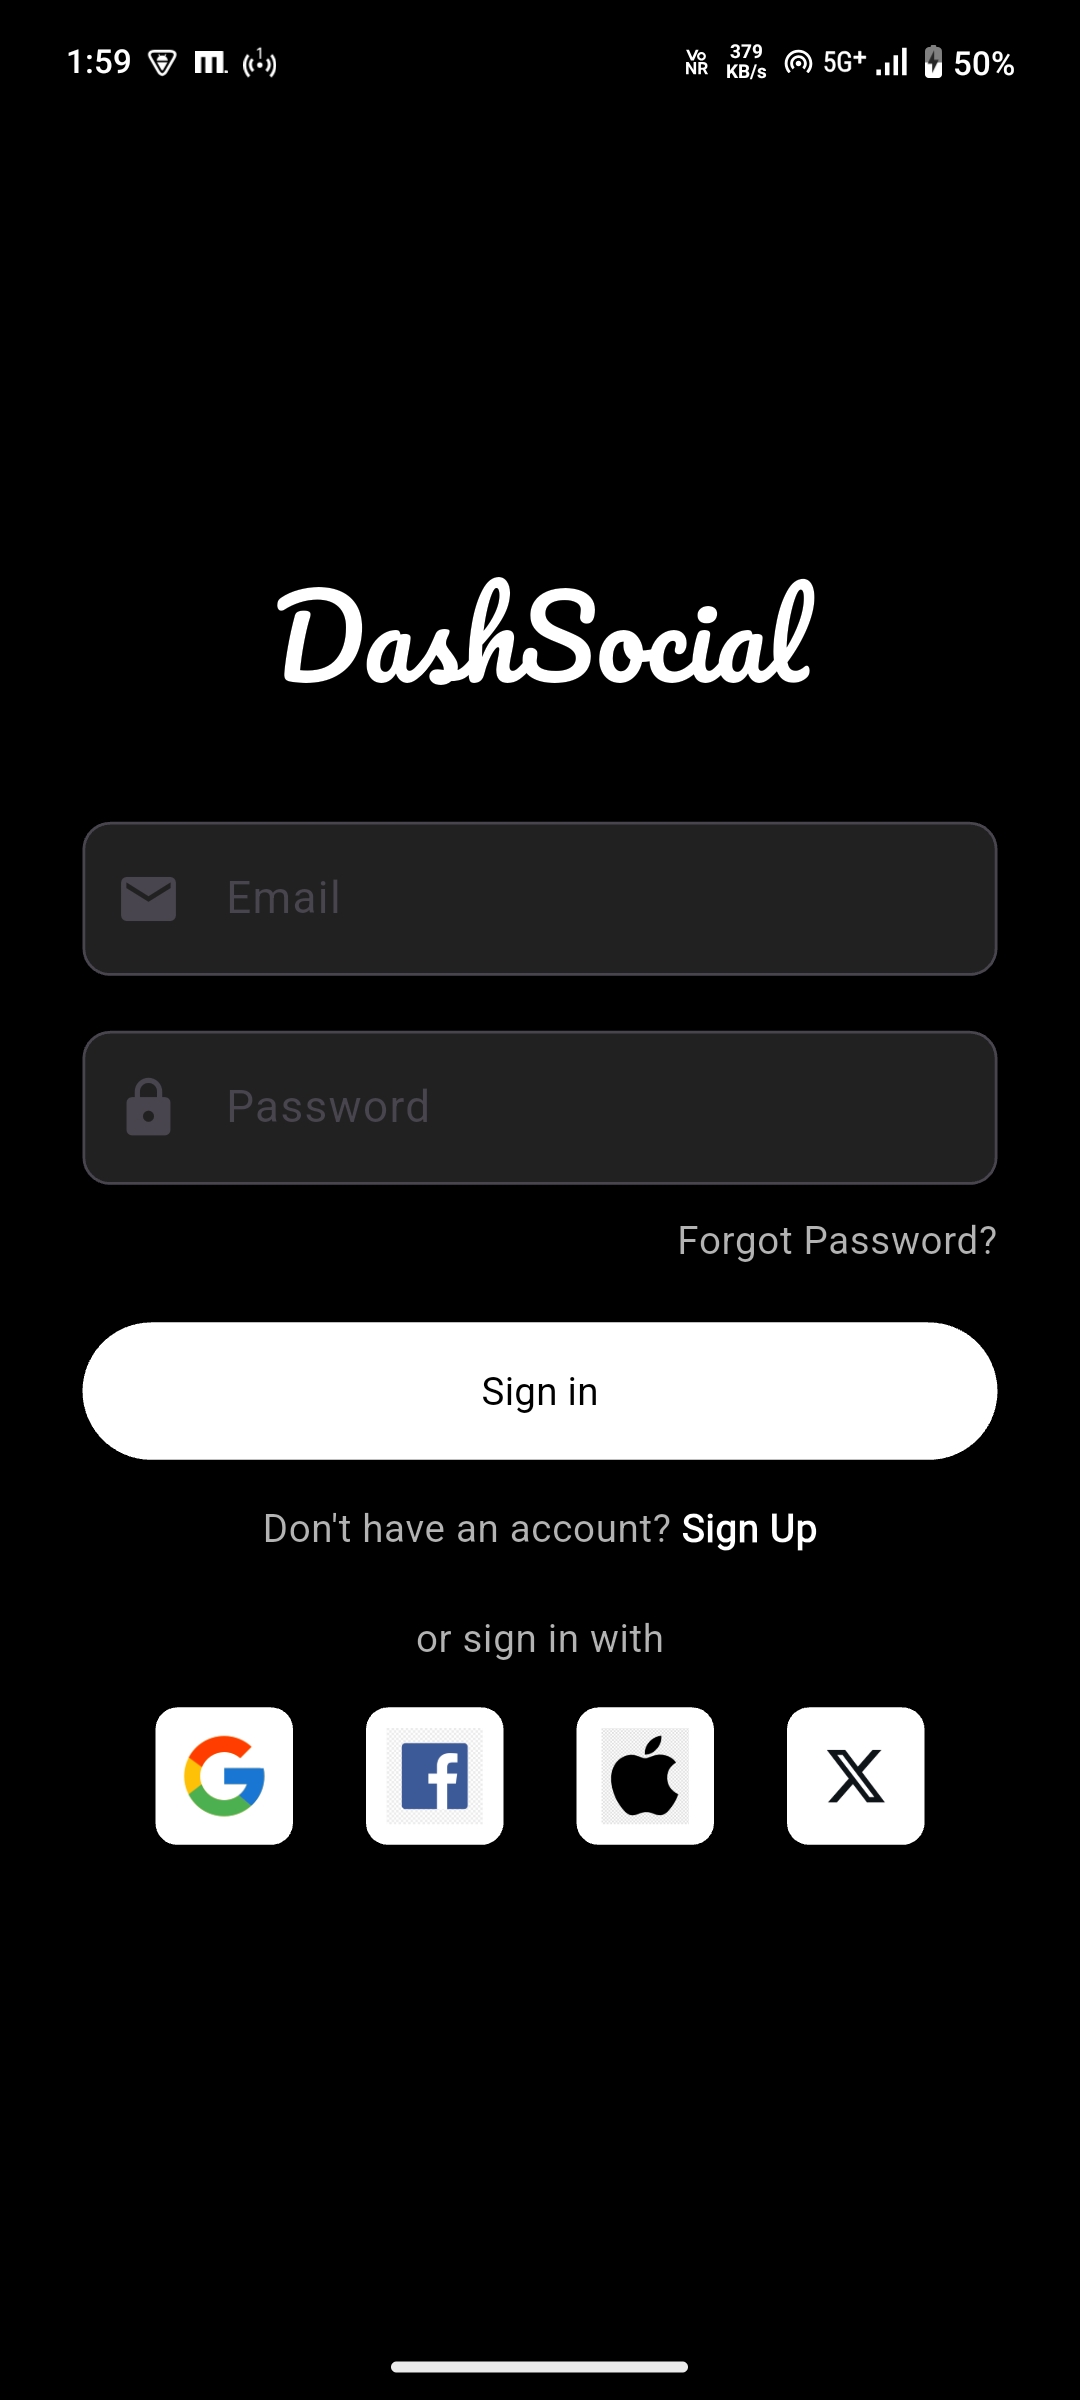 1:59 m. 1 Vo NR 379 KB/s 5G+ 50%
DashSocial
Email
Password
Forgot Password?
Sign in
Don't have an account? Sign Up
or sign in with